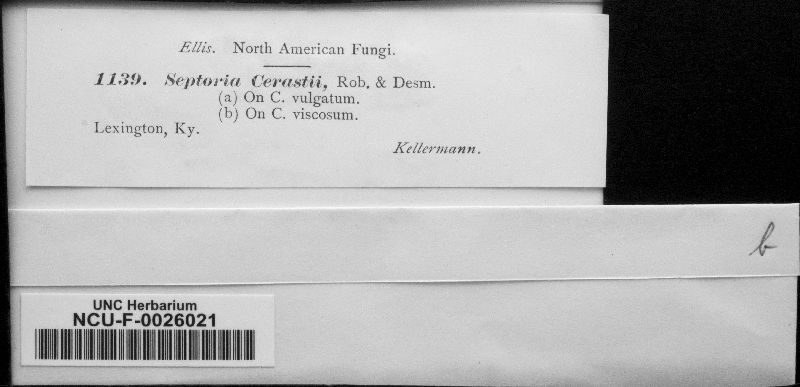 Ellis. North American Fungi.
1139. Septoria Cerastii, Rob. & Desm.
(a) On C. vulgatum.
(b) On C. viscosum.
Lexington, Ky.
Kellermann.
b
UNC Herbarium
NCU-F-0026021